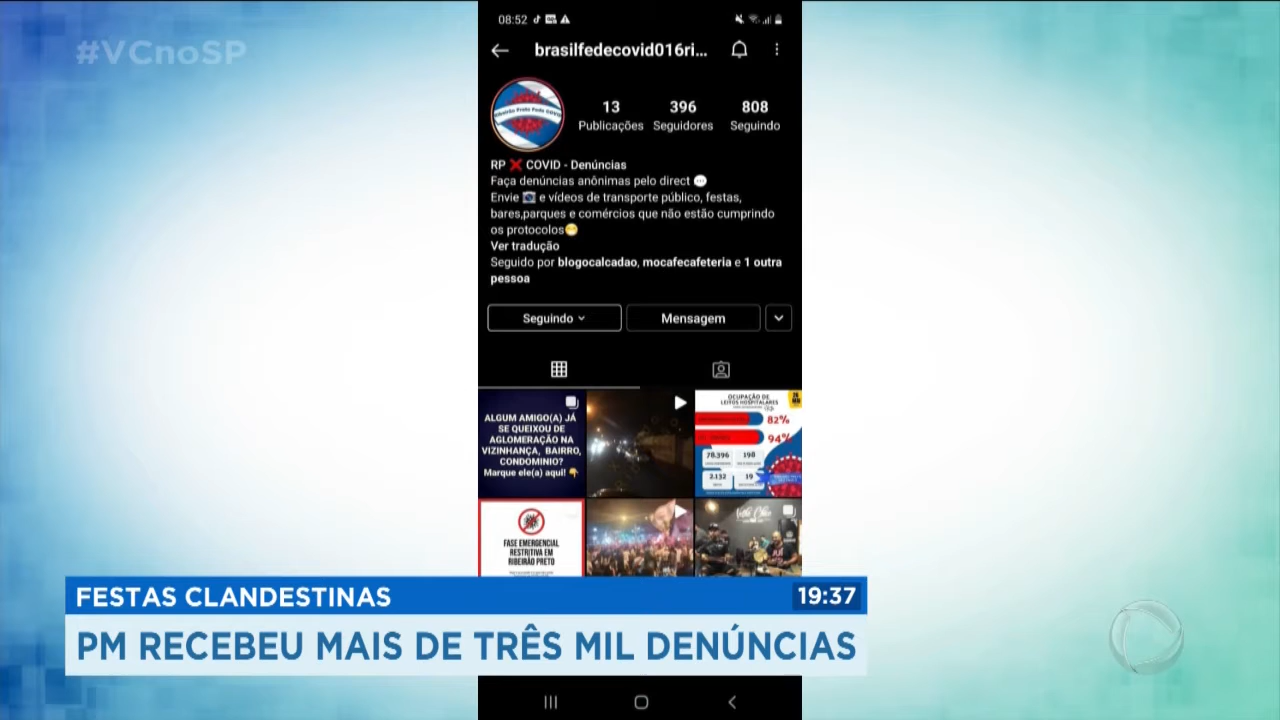 #VCnoSP
08:52
brasilfedecovid016ri...
13
396
808
Publicações
Seguidores
Seguindo
RP ❌ COVID - Denúncias
Faça denúncias anônimas pelo direct 💬
Envie 📷 e vídeos de transporte público, festas,
bares,parques e comércios que não estão cumprindo
os protocolos😷
Ver tradução
Seguido por blogocalcadao, mocafecafeteria e 1 outra
pessoa
Seguindo
Mensagem
ALGUM AMIGO(A) JÁ
SE QUEIXOU DE
AGLOMERAÇÃO NA
VIZINHANÇA, BAIRRO,
CONDOMINIO?
Marque ele(a) aqui! 👇
OCUPAÇÃO DE
LEITOS HOSPITALARES
82%
94%
78.396
198
2.132
19
FASE EMERGENCIAL
RESTRITIVA EM
RIBEIRÃO PRETO
FESTAS CLANDESTINAS
19:37
PM RECEBEU MAIS DE TRÊS MIL DENÚNCIAS